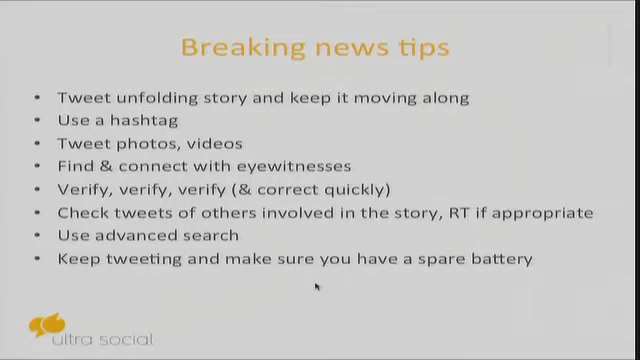 Breaking news tips
• Tweet unfolding story and keep it moving along
• Use a hashtag
• Tweet photos, videos
• Find & connect with eyewitnesses
• Verify, verify, verify (& correct quickly)
• Check tweets of others involved in the story, RT if appropriate
• Use advanced search
• Keep tweeting and make sure you have a spare battery
ultra social